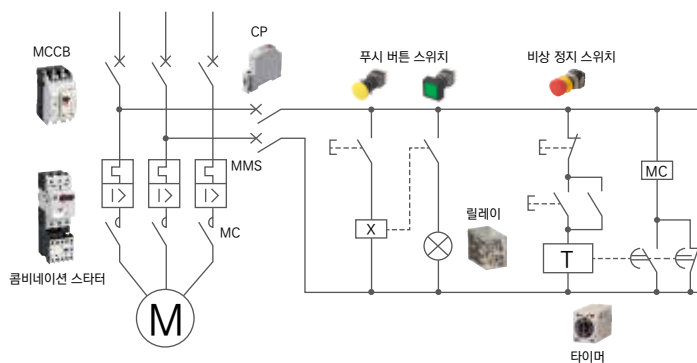 MCCB
CP
푸시 버튼 스위치
비상 정지 스위치
MMS
I>
I>
I>
MC
MC
X
릴레이
콤비네이션 스타터
T
M
타이머